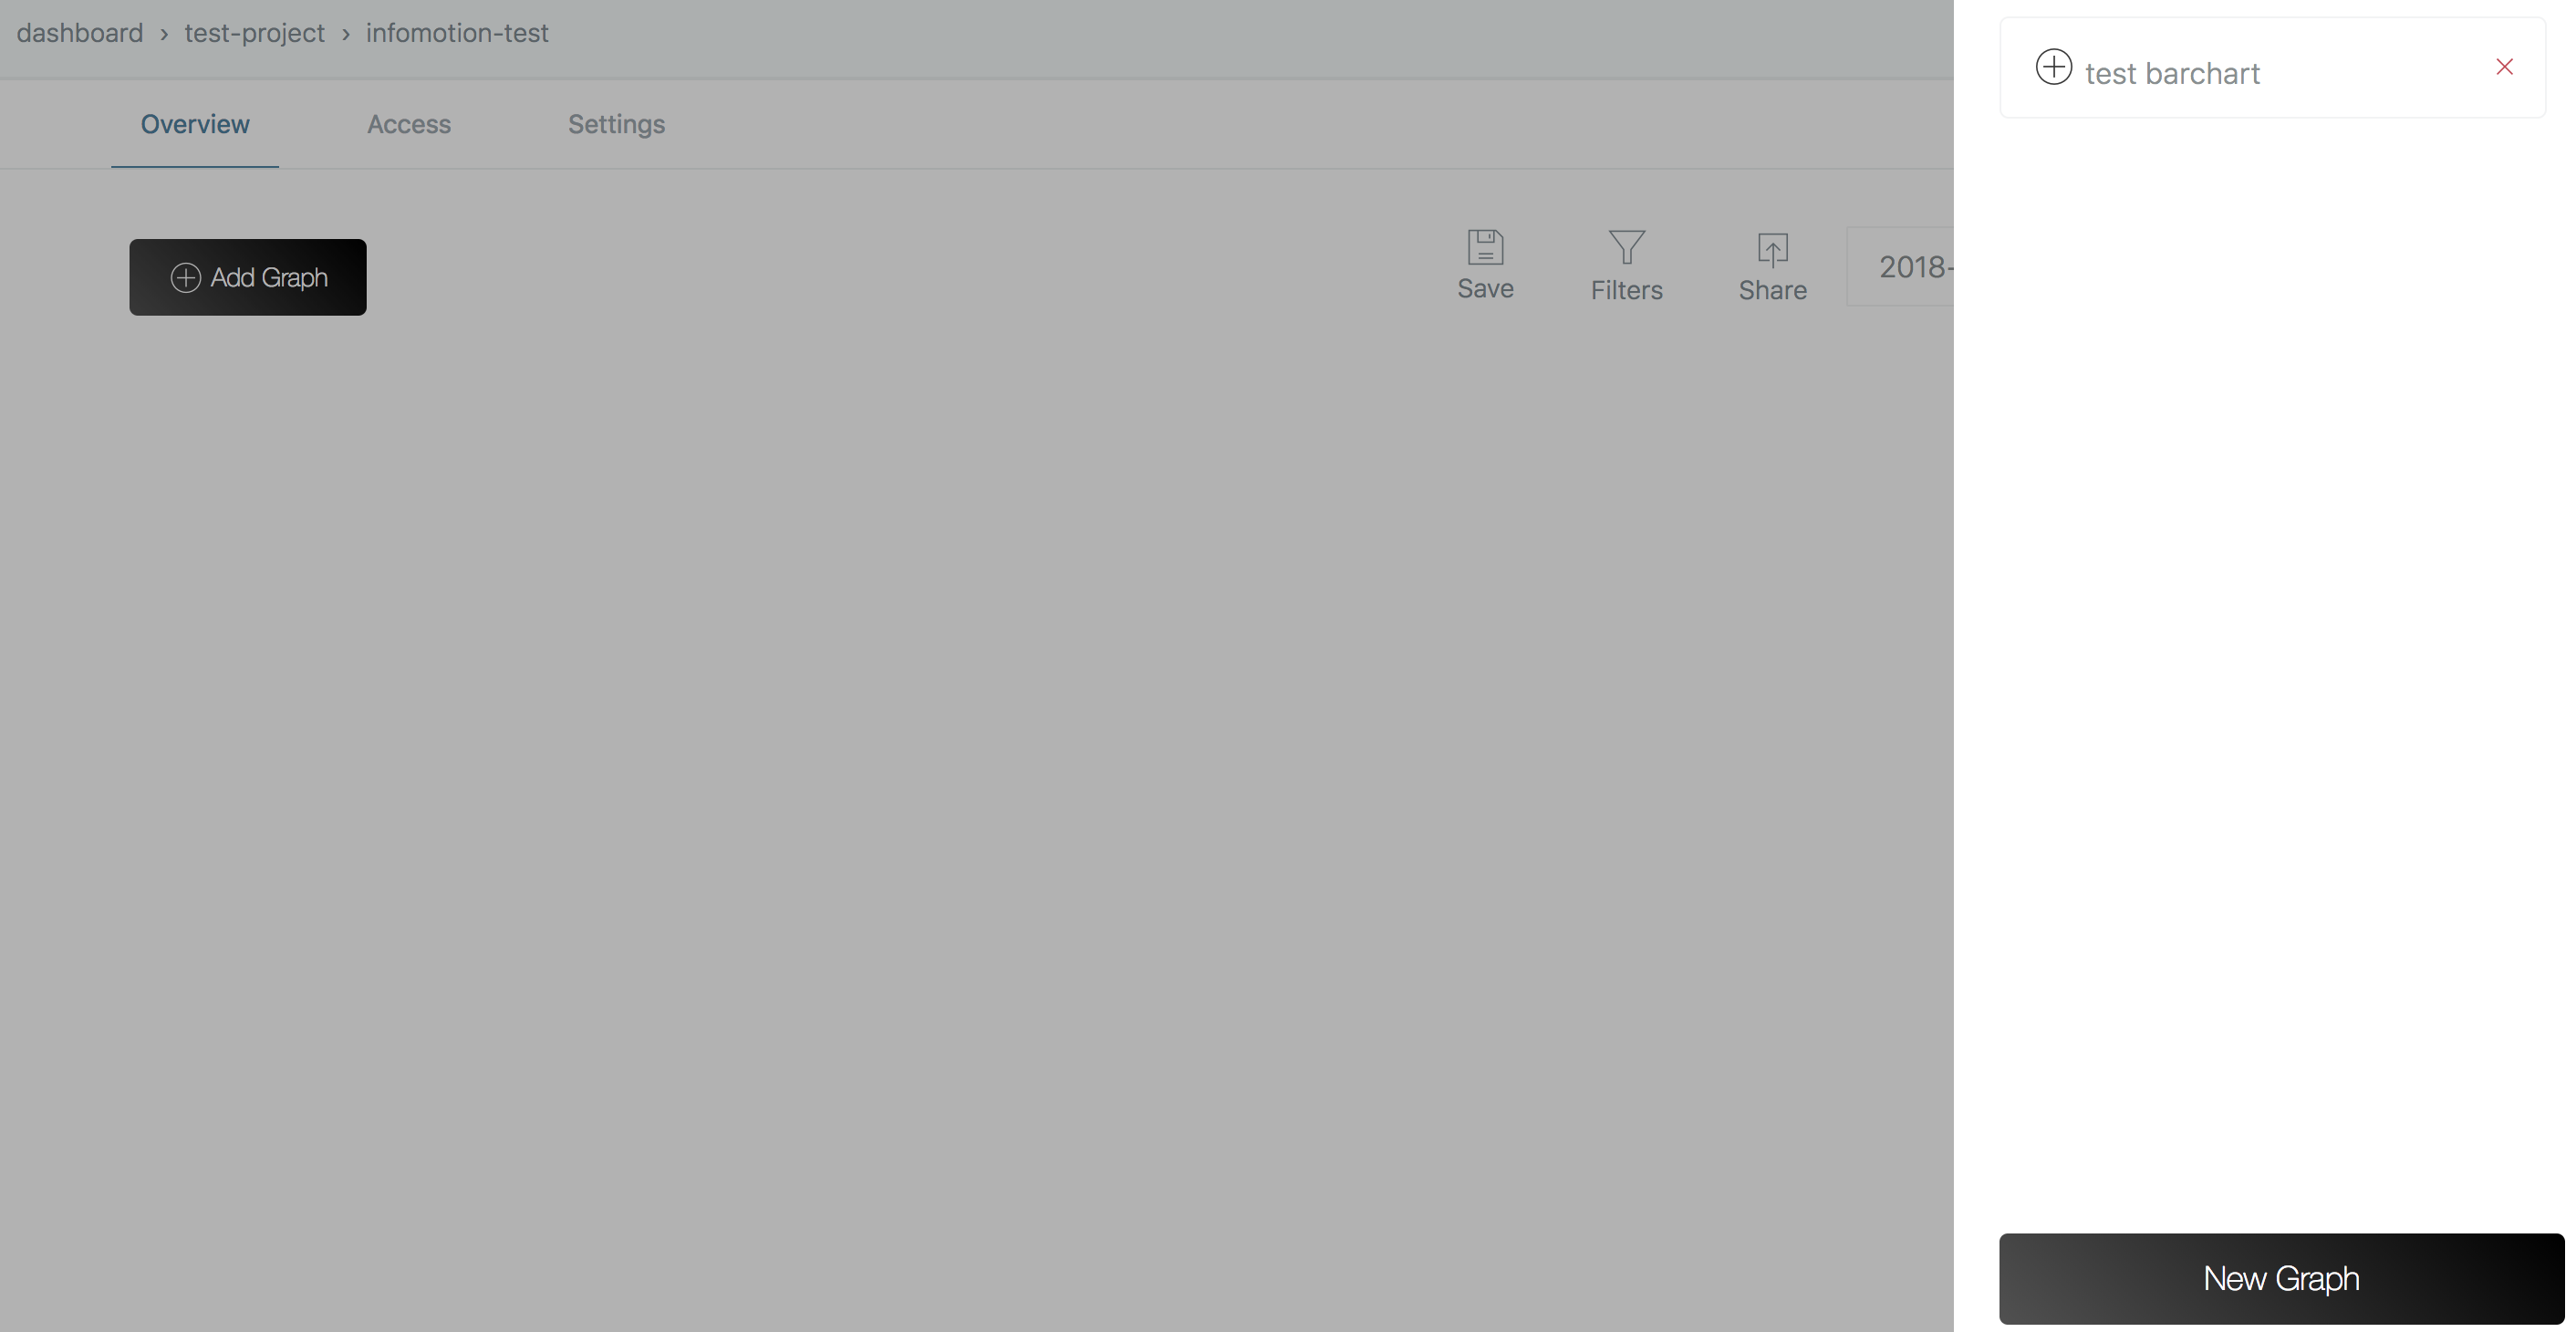 dashboard › test-project › infomotion-test
Overview Access Settings
Add Graph
Save Filters Share 2018-
test barchart
New Graph